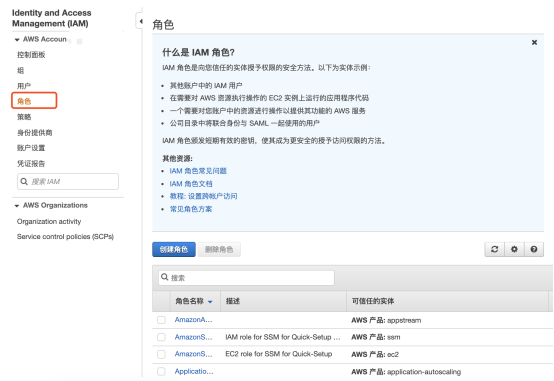 Identity and Access
Management (IAM)
AWS Accoun
控制面板
组
用户
角色
策略
身份提供商
账户设置
凭证报告
搜索 IAM
AWS Organizations
Organization activity
Service control policies (SCPs)
角色
什么是 IAM 角色?
IAM 角色是向您信任的实体授予权限的安全方法。以下为实体示例:
其他账户中的 IAM 用户
在需要对 AWS 资源执行操作的 EC2 实例上运行的应用程序代码
一个需要对您账户中的资源进行操作以提供其功能的 AWS 服务
公司目录中将联合身份与 SAML 一起使用的用户
IAM 角色颁发短期有效的密钥，使其成为更安全的授予访问权限的方法。
其他资源:
IAM 角色常见问题
IAM 角色文档
教程: 设置跨帐户访问
常见角色方案
创建角色 删除角色
搜索
角色名称 描述 可信任的实体
AmazonA... AWS 产品: appstream
AmazonS... IAM role for SSM for Quick-Setup ... AWS 产品: ssm
AmazonS... EC2 role for SSM for Quick-Setup AWS 产品: ec2
Applicatio... AWS 产品: application-autoscaling